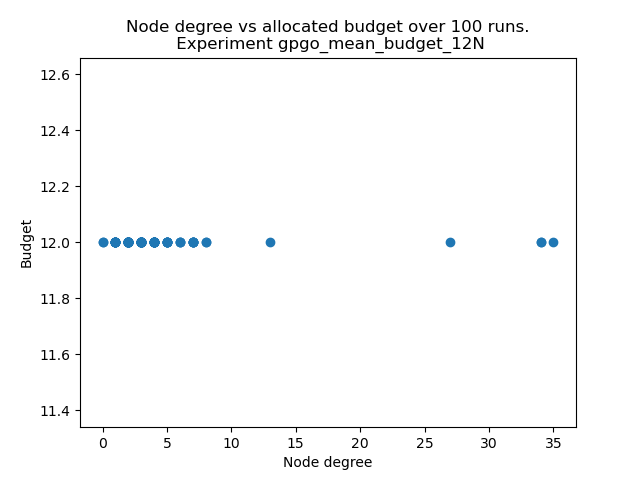 Node degree vs allocated budget over 100 runs.
Experiment gpgo_mean_budget_12N
12.6
12.4
12.2
12.0
11.8
11.6
11.4
Budget
0 5 10 15 20 25 30 35
Node degree